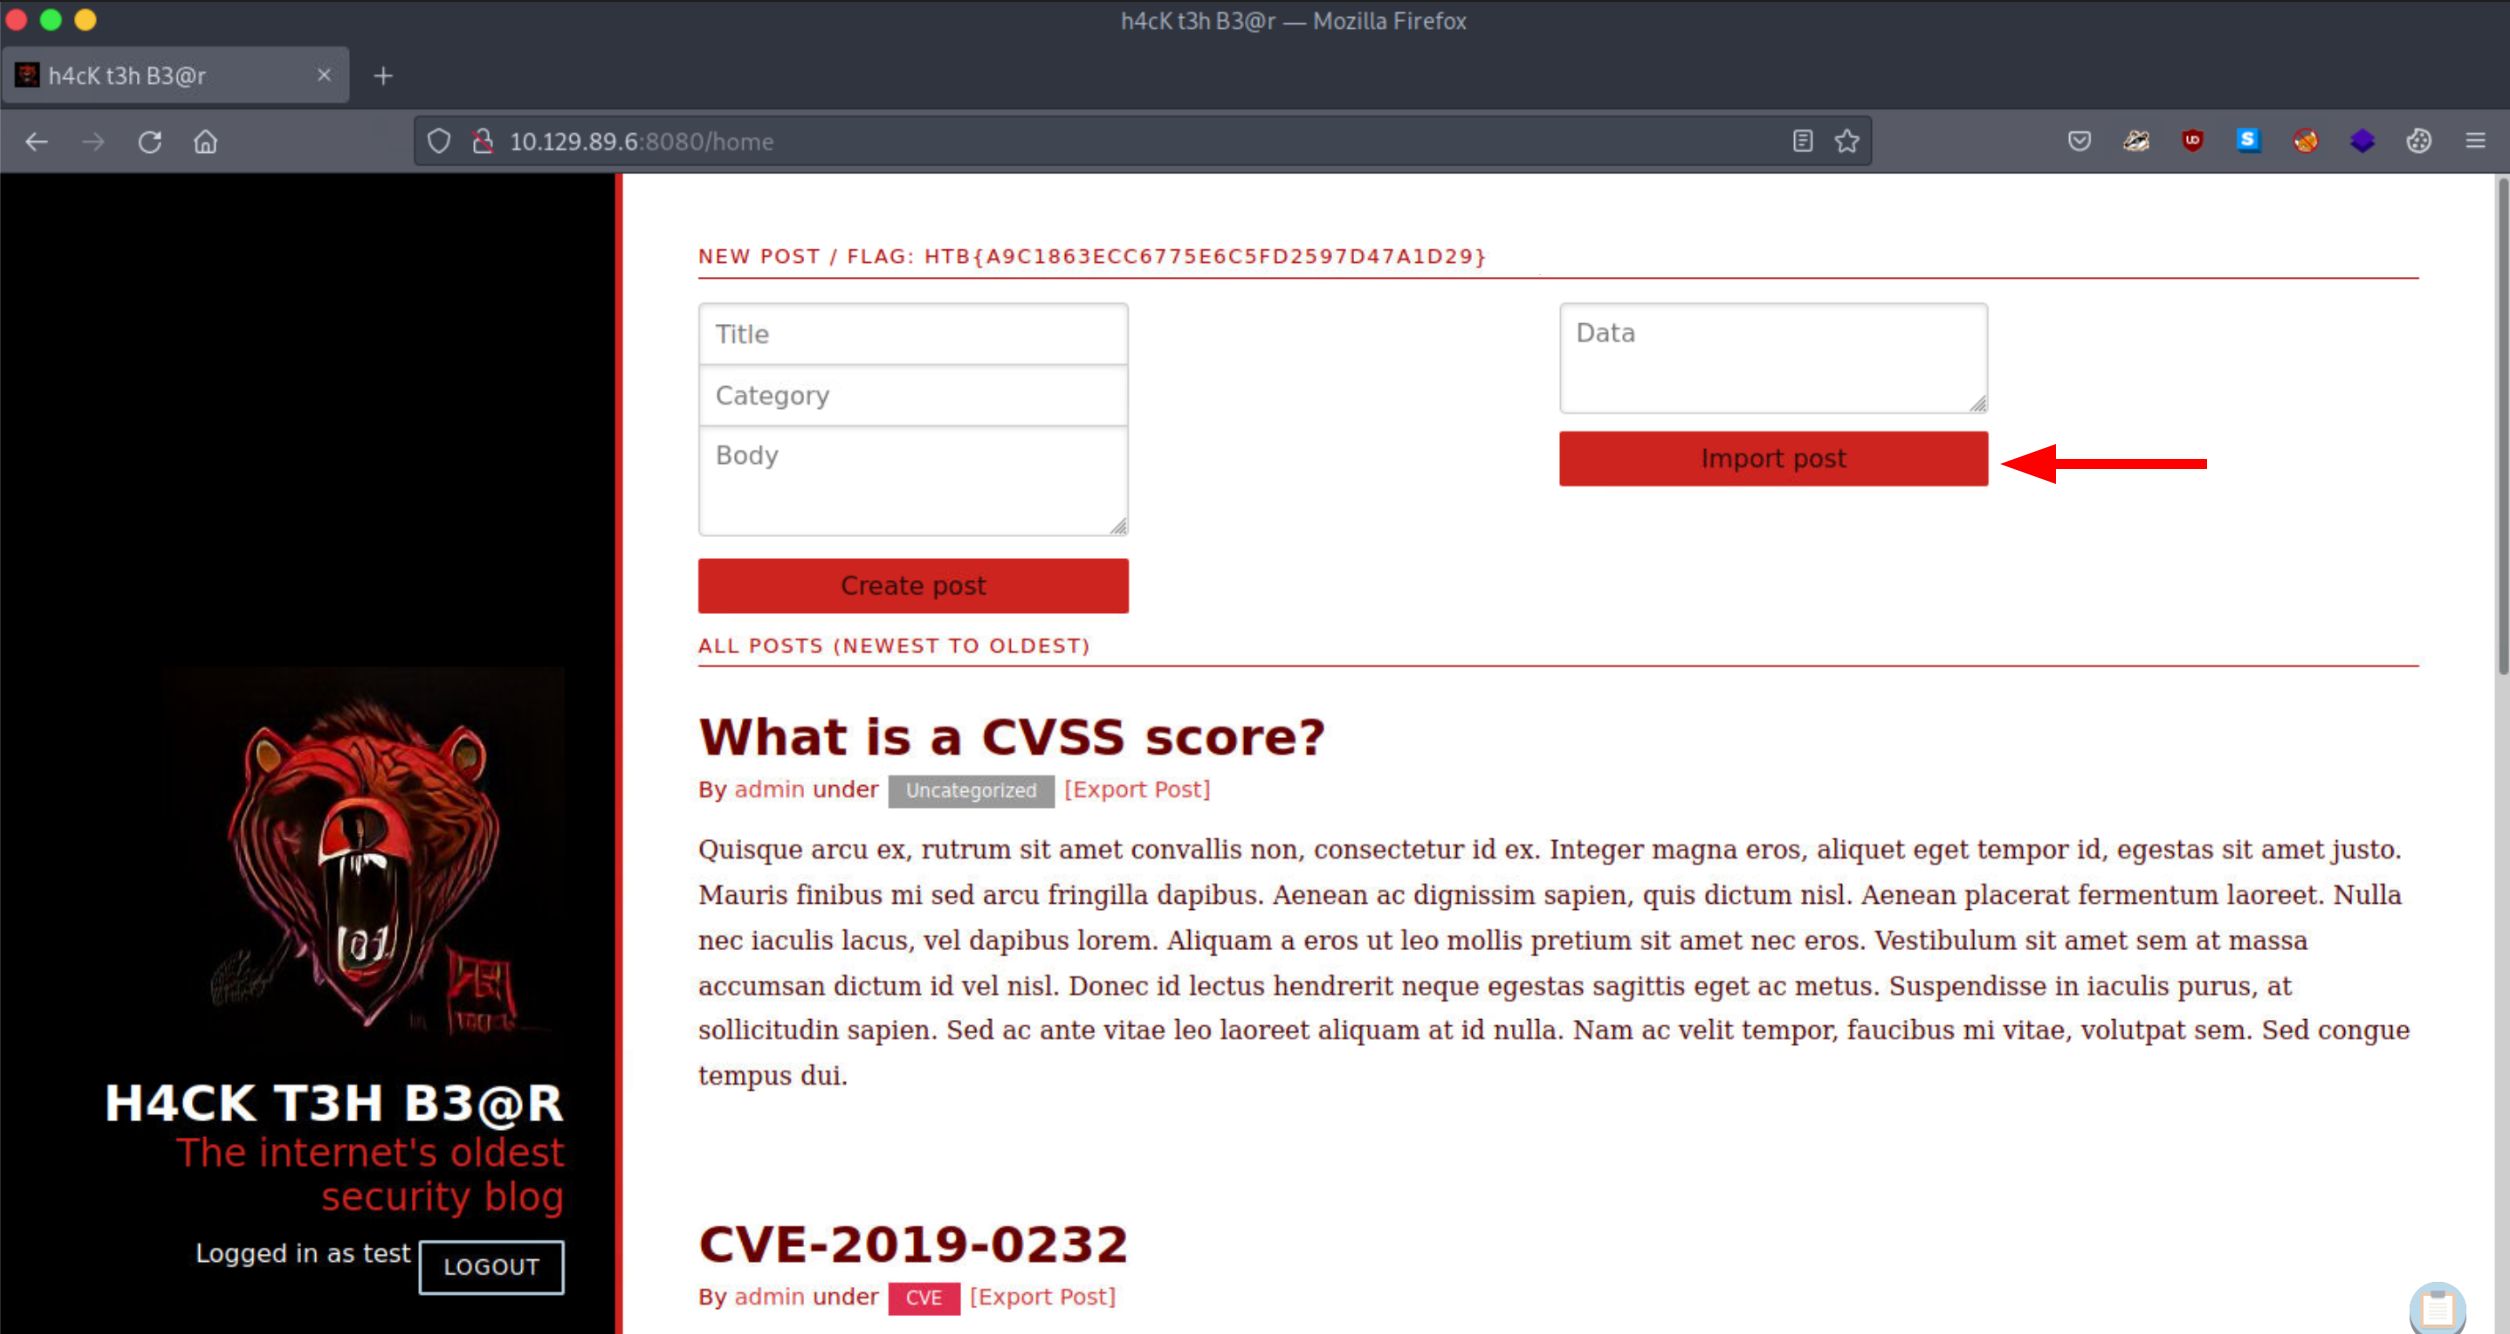 h4cK t3h B3@r — Mozilla Firefox
h4cK t3h B3@r
10.129.89.6:8080/home
NEW POST / FLAG: HTB{A9C1863ECC6775E6C5FD2597D47A1D29}
Title
Category
Body
Create post
Data
Import post
ALL POSTS (NEWEST TO OLDEST)
What is a CVSS score?
By admin under Uncategorized [Export Post]
Quisque arcu ex, rutrum sit amet convallis non, consectetur id ex. Integer magna eros, aliquet eget tempor id, egestas sit amet justo.
Mauris finibus mi sed arcu fringilla dapibus. Aenean ac dignissim sapien, quis dictum nisl. Aenean placerat fermentum laoreet. Nulla
nec iaculis lacus, vel dapibus lorem. Aliquam a eros ut leo mollis pretium sit amet nec eros. Vestibulum sit amet sem at massa
accumsan dictum id vel nisl. Donec id lectus hendrerit neque egestas sagittis eget ac metus. Suspendisse in iaculis purus, at
sollicitudin sapien. Sed ac ante vitae leo laoreet aliquam at id nulla. Nam ac velit tempor, faucibus mi vitae, volutpat sem. Sed congue
tempus dui.
CVE-2019-0232
By admin under CVE [Export Post]
H4CK T3H B3@R
The internet's oldest
security blog
Logged in as test LOGOUT